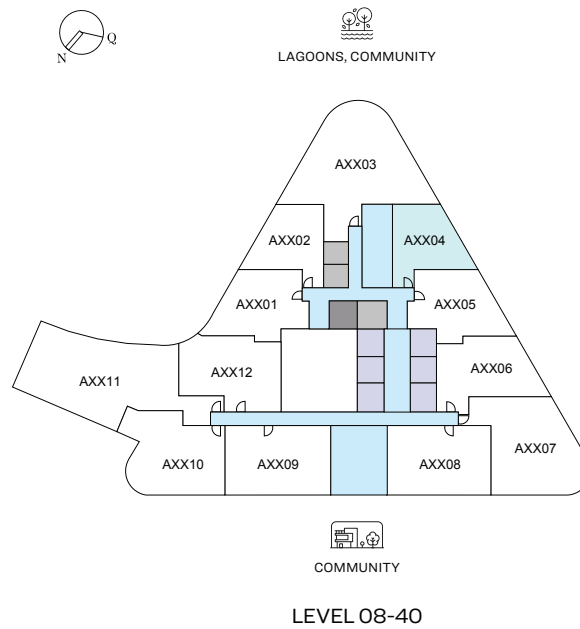 N
Q
LAGOONS, COMMUNITY
AXX03
AXX02
AXX04
AXX01
AXX05
AXX11
AXX12
AXX06
AXX10
AXX09
AXX08
AXX07
COMMUNITY
LEVEL 08-40